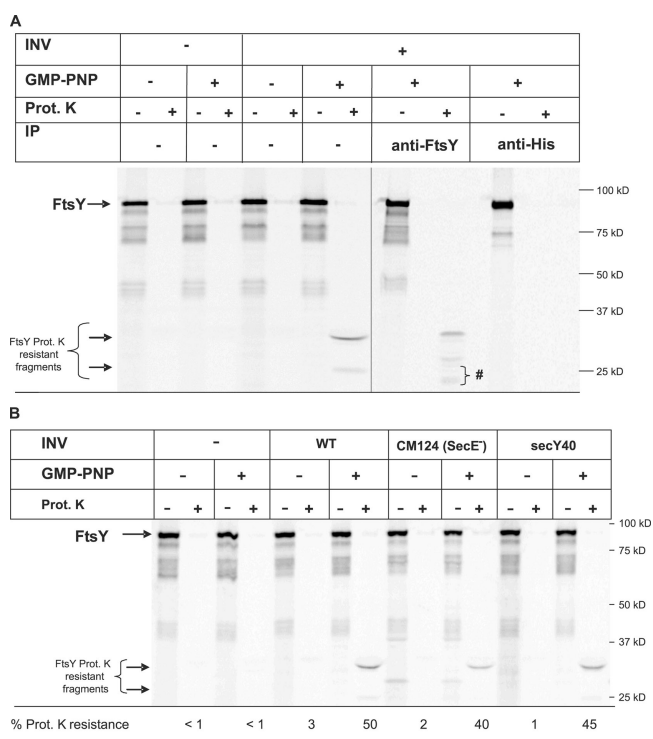 A
INV - +
GMP-PNP - + - + + +
Prot. K - + - + - + - + - + - +
IP - - - - anti-FtsY anti-His
FtsY
100 kD
75 kD
50 kD
37 kD
25 kD
FtsY Prot. K
resistant
fragments
#
B
INV - WT CM124 (SecE⁻) secY40
GMP-PNP - + - + - + - +
Prot. K - + - + - + - + - + - + - + - +
FtsY
100 kD
75 kD
50 kD
37 kD
25 kD
FtsY Prot. K
resistant
fragments
% Prot. K resistance < 1 < 1 3 50 2 40 1 45